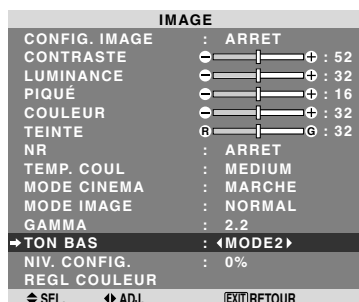 IMAGE
CONFIG. IMAGE : ARRET
CONTRASTE : 52
LUMINANCE : 32
PIQUÉ : 16
COULEUR : 32
TEINTE R G : 32
NR : ARRET
TEMP. COUL : MEDIUM
MODE CINEMA : MARCHE
MODE IMAGE : NORMAL
GAMMA : 2.2
TON BAS : MODE2
NIV. CONFIG. : 0%
REGL COULEUR
SEL. ADJ. EXIT RETOUR